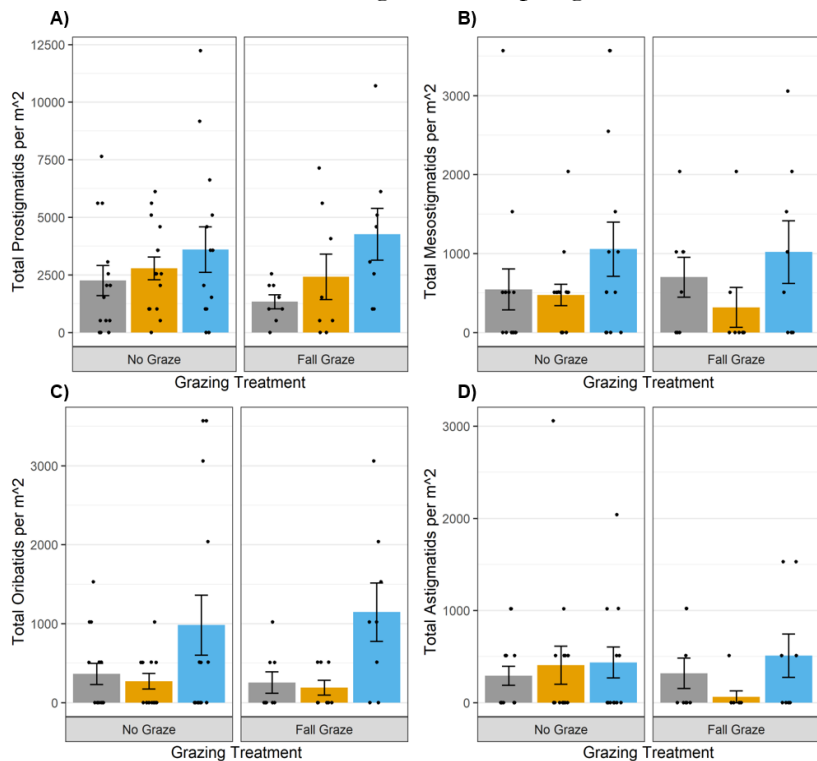 A)
Total Prostigmatids per m^2
12500
10000
7500
5000
2500
0
No Graze
Fall Graze
Grazing Treatment
B)
Total Mesostigmatids per m^2
3000
2000
1000
0
No Graze
Fall Graze
Grazing Treatment
C)
Total Oribatids per m^2
3000
2000
1000
0
No Graze
Fall Graze
Grazing Treatment
D)
Total Astigmatids per m^2
3000
2000
1000
0
No Graze
Fall Graze
Grazing Treatment